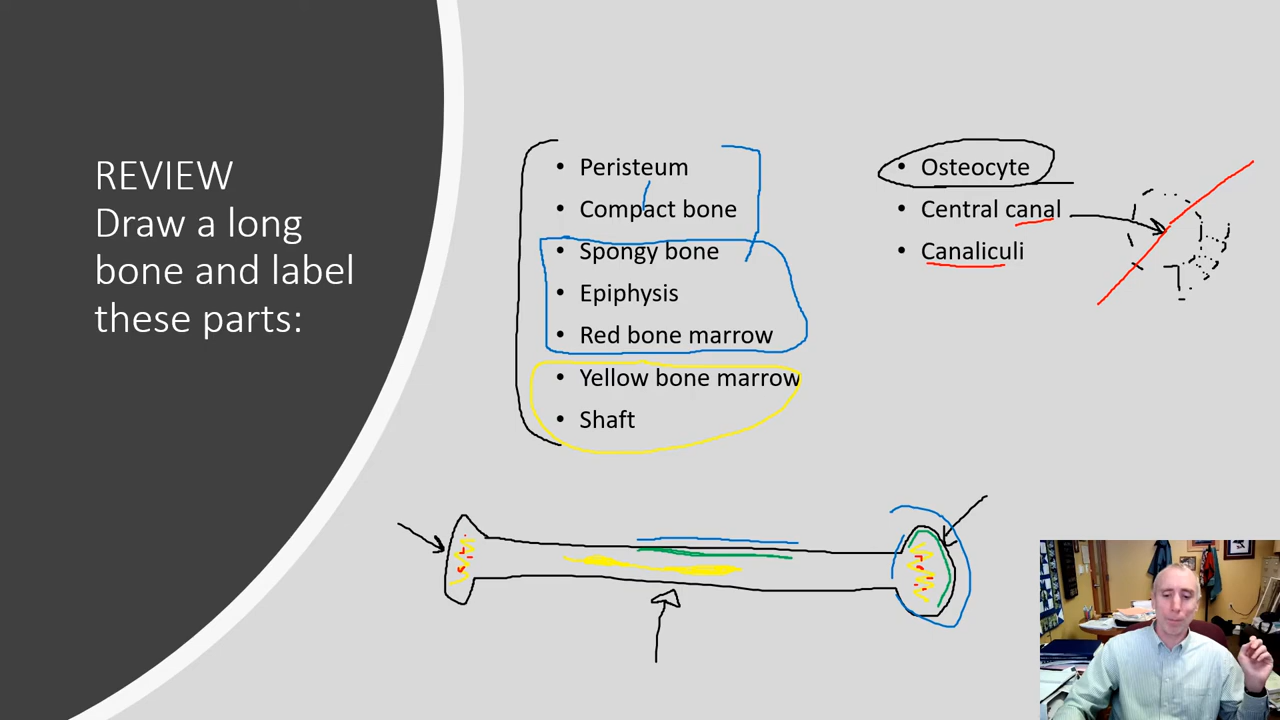 REVIEW
Draw a long
bone and label
these parts:
• Peristeum
• Compact bone
• Spongy bone
• Epiphysis
• Red bone marrow
• Yellow bone marrow
• Shaft
• Osteocyte
• Central canal
• Canaliculi